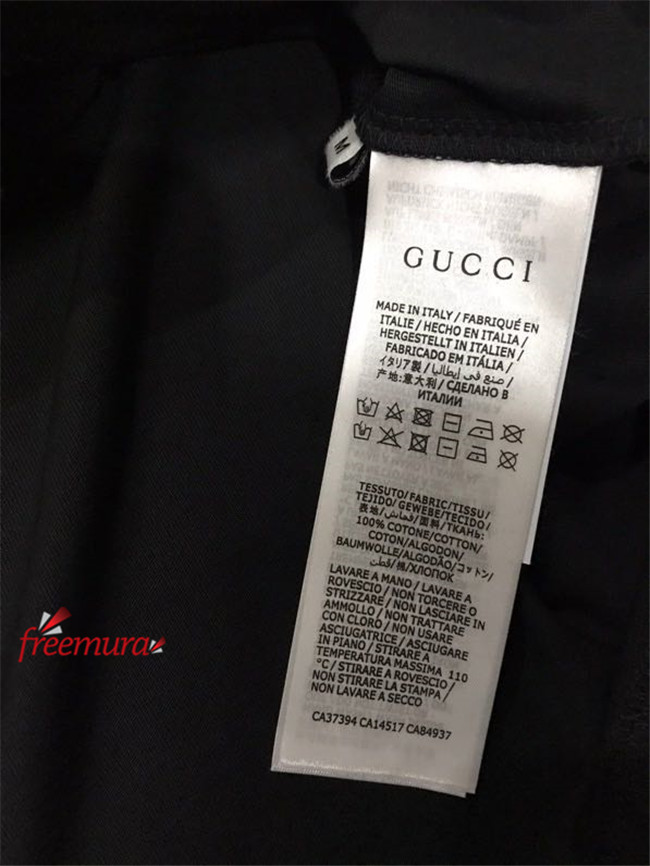 M
GUCCI
MADE IN ITALY / FABRIQUÉ EN
ITALIE / HECHO EN ITALIA /
HERGESTELLT IN ITALIEN /
FABRICADO EM ITÁLIA /
イタリア製 / صنع في إيطاليا /
产地:意大利 / СДЕЛАНО В
ИТАЛИИ
TESSUTO/FABRIC/TISSU/
TEJIDO/GEWEBE/TECIDO/
表地/قماش/面料/ТКАНЬ:
100% COTONE/COTTON/
COTON/ALGODON/
BAUMWOLLE/ALGODÃO/コットン/
قطن/棉/ХЛОПОК
LAVARE A MANO / LAVARE A
ROVESCIO / NON TORCERE O
STRIZZARE / NON LASCIARE IN
AMMOLLO / NON TRATTARE
CON CLORO / NON USARE
ASCIUGATRICE / ASCIUGARE
IN PIANO / STIRARE A
TEMPERATURA MASSIMA 110
°C / STIRARE A ROVESCIO /
NON STIRARE LA STAMPA /
NON LAVARE A SECCO
CA37394 CA14517 CA84937
freemura